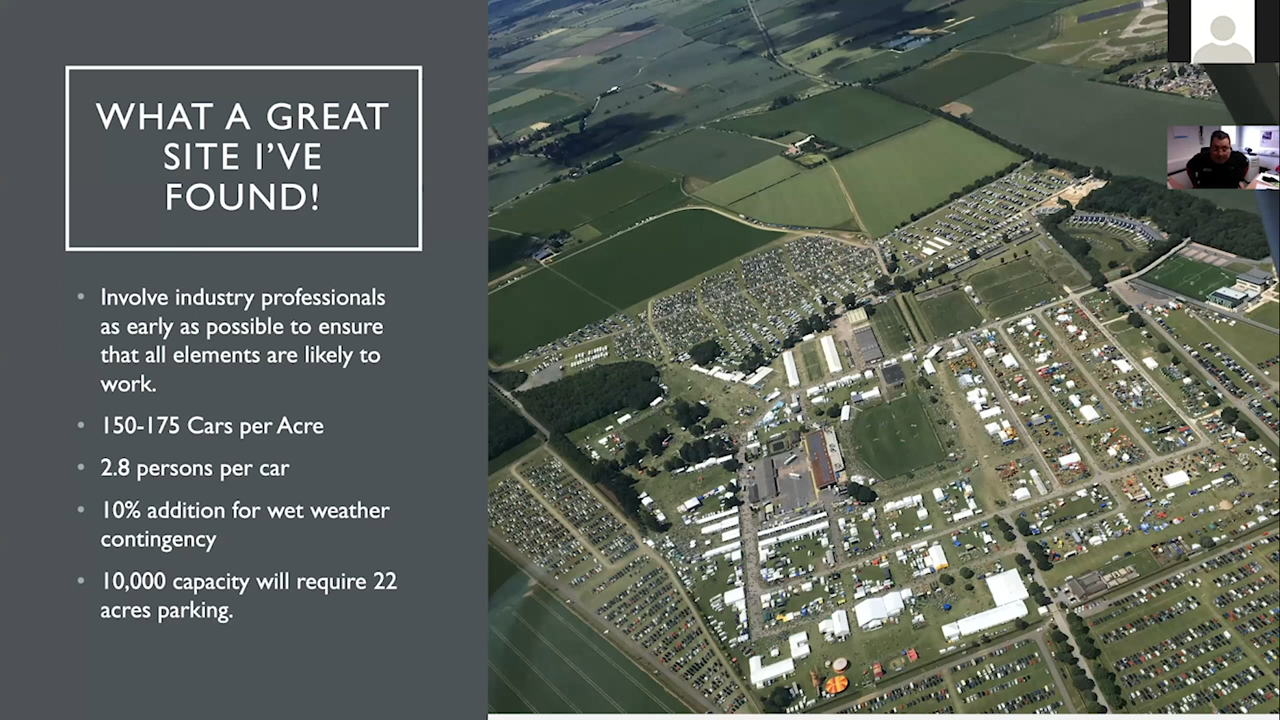 WHAT A GREAT
SITE I'VE
FOUND!
• Involve industry professionals
as early as possible to ensure
that all elements are likely to
work.
• 150-175 Cars per Acre
• 2.8 persons per car
• 10% addition for wet weather
contingency
• 10,000 capacity will require 22
acres parking.